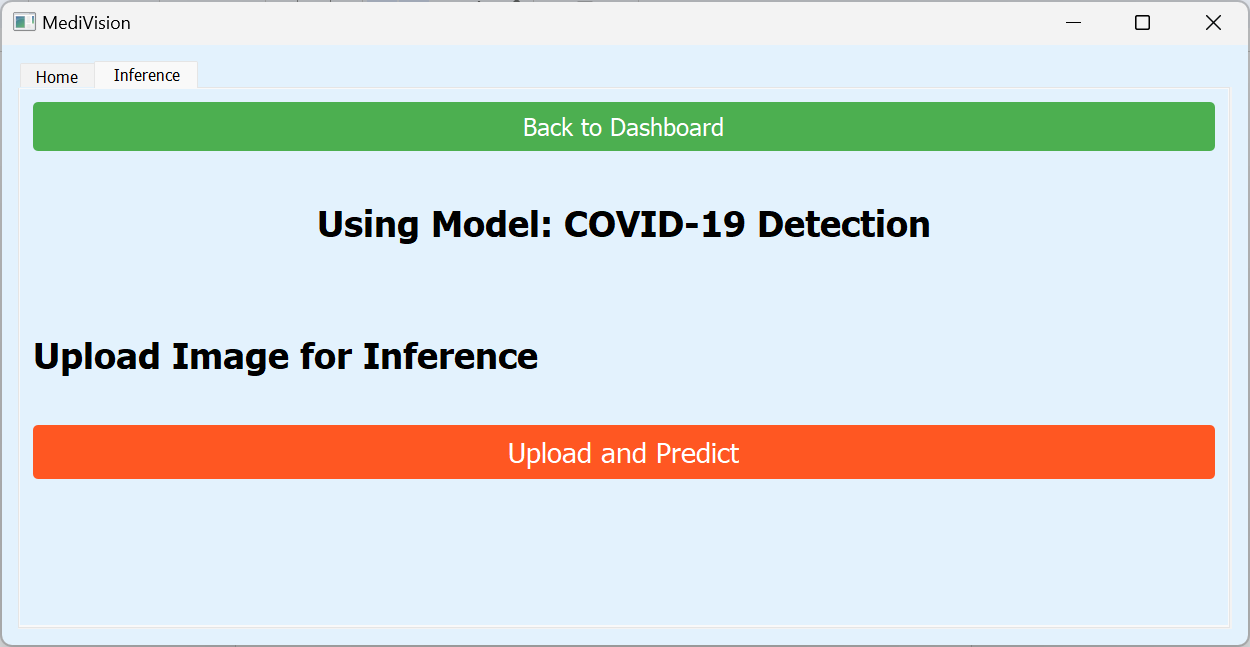 MediVision
Home
Inference
Back to Dashboard
Using Model: COVID-19 Detection
Upload Image for Inference
Upload and Predict